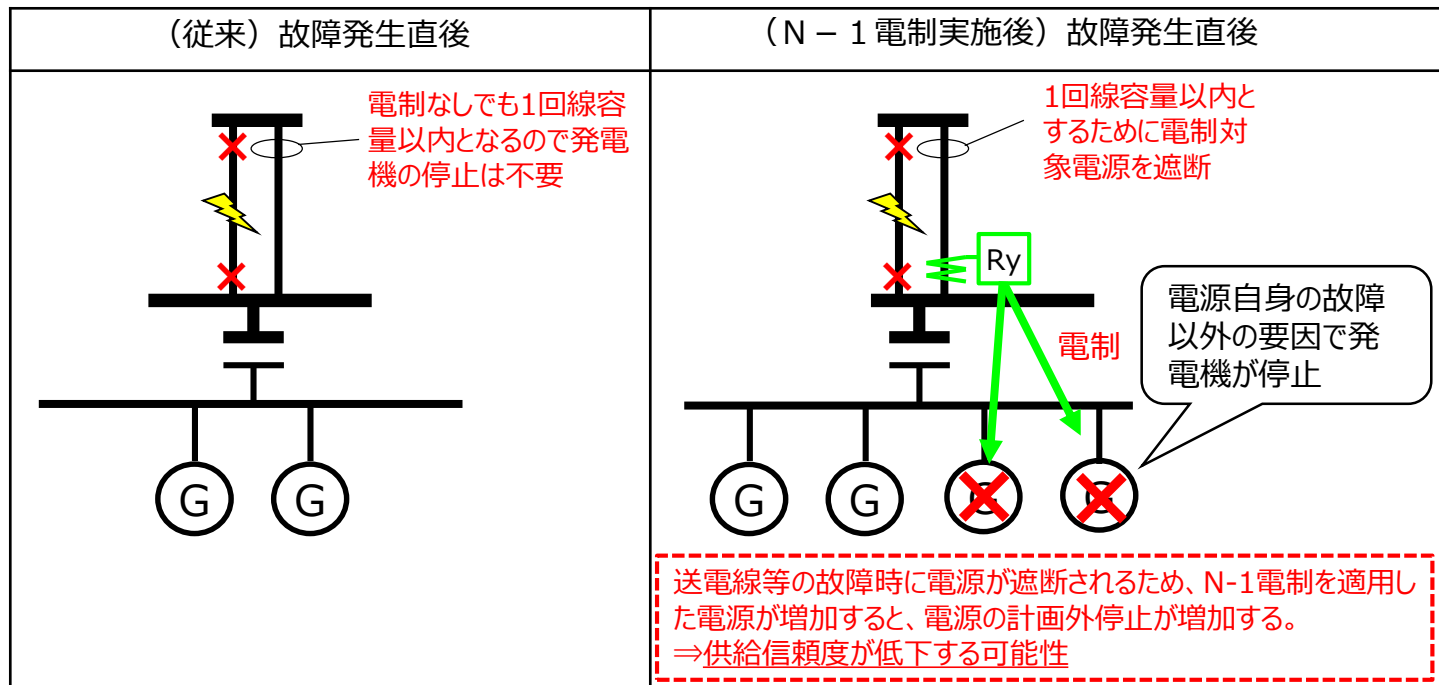 （従来）故障発生直後
電制なしでも1回線容
量以内となるので発電
機の停止は不要
G
G
（Ｎ－１電制実施後）故障発生直後
1回線容量以内と
するために電制対
象電源を遮断
Ry
電制
電源自身の故障
以外の要因で発
電機が停止
G
G
G
G
送電線等の故障時に電源が遮断されるため、N-1電制を適用し
た電源が増加すると、電源の計画外停止が増加する。
⇒供給信頼度が低下する可能性